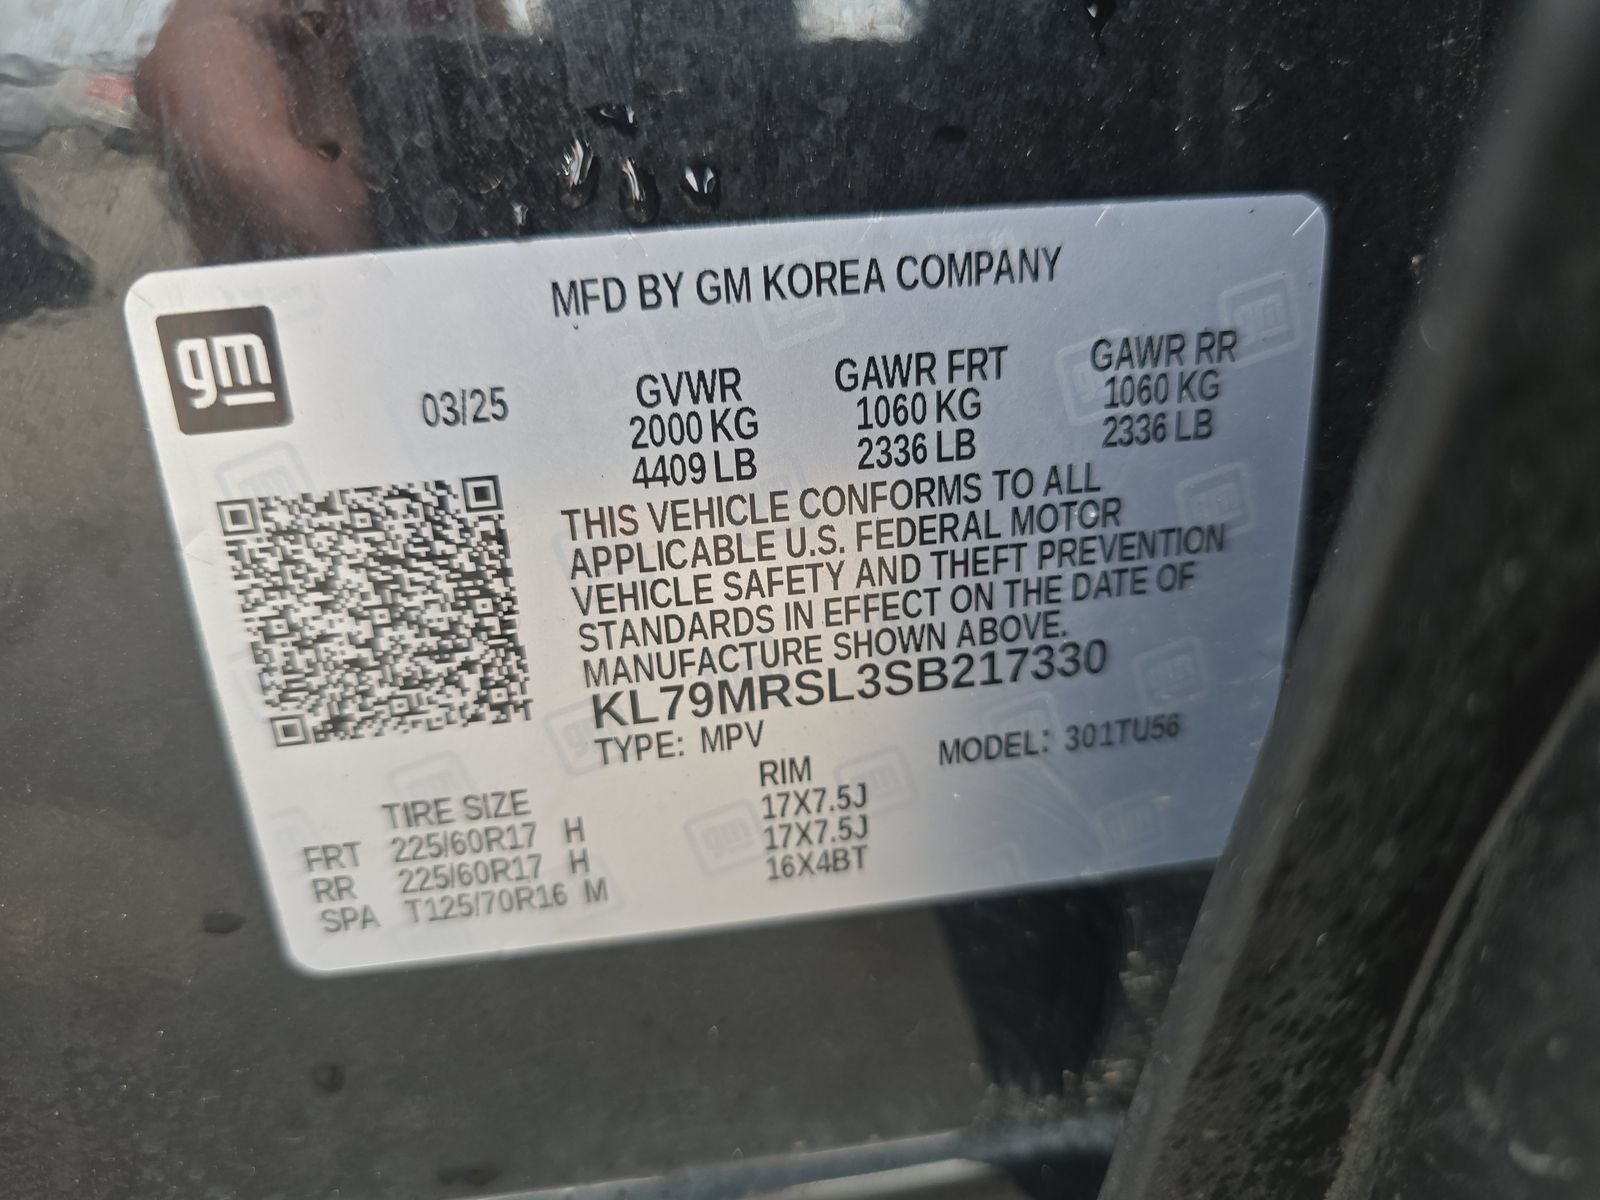 MFD BY GM KOREA COMPANY
gm
03/25
GVWR
2000 KG
4409 LB
GAWR FRT
1060 KG
2336 LB
GAWR RR
1060 KG
2336 LB
THIS VEHICLE CONFORMS TO ALL
APPLICABLE U.S. FEDERAL MOTOR
VEHICLE SAFETY AND THEFT PREVENTION
STANDARDS IN EFFECT ON THE DATE OF
MANUFACTURE SHOWN ABOVE.
KL79MRSL3SB217330
TYPE: MPV MODEL: 301TU56
TIRE SIZE RIM
FRT 225/60R17 H 17X7.5J
RR 225/60R17 H 17X7.5J
SPA T125/70R16 M 16X4BT